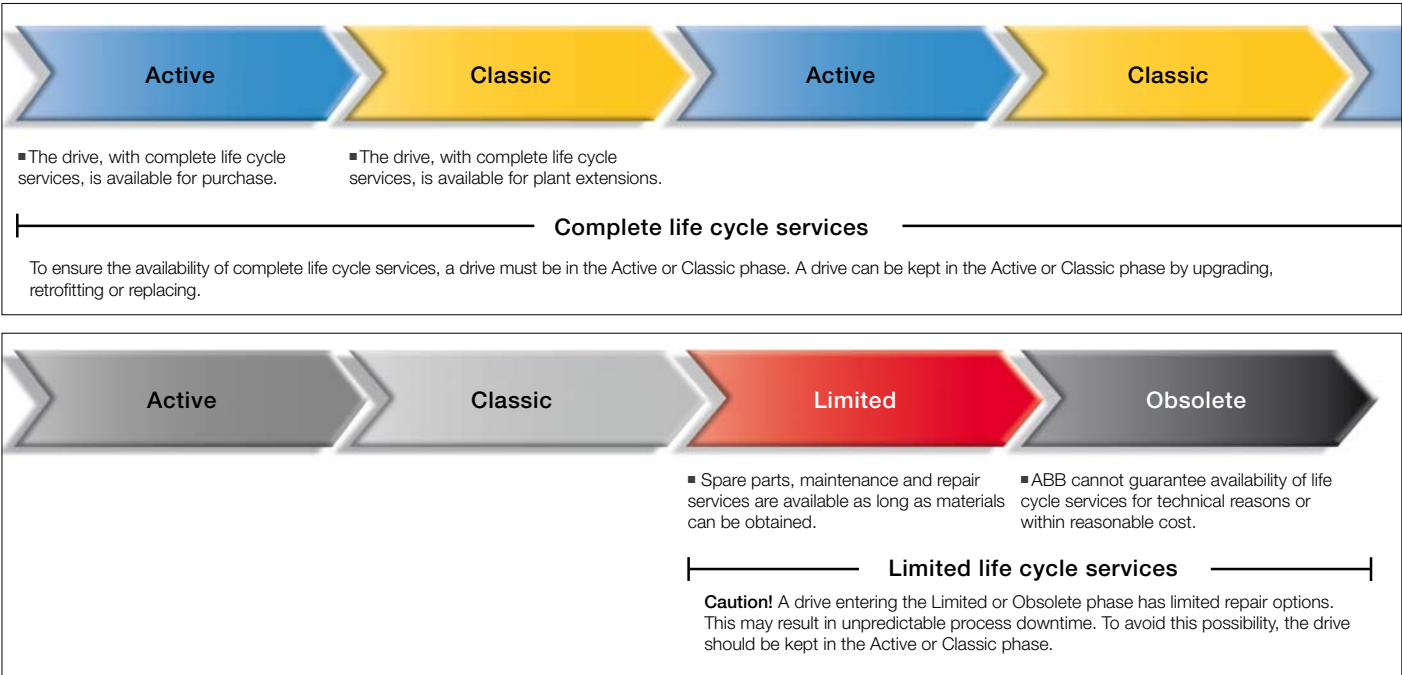 Active
Classic
Active
Classic
■The drive, with complete life cycle
services, is available for purchase.
■The drive, with complete life cycle
services, is available for plant extensions.
Complete life cycle services
To ensure the availability of complete life cycle services, a drive must be in the Active or Classic phase. A drive can be kept in the Active or Classic phase by upgrading,
retrofitting or replacing.
Active
Classic
Limited
Obsolete
■ Spare parts, maintenance and repair
services are available as long as materials
can be obtained.
■ABB cannot guarantee availability of life
cycle services for technical reasons or
within reasonable cost.
Limited life cycle services
Caution! A drive entering the Limited or Obsolete phase has limited repair options.
This may result in unpredictable process downtime. To avoid this possibility, the drive
should be kept in the Active or Classic phase.